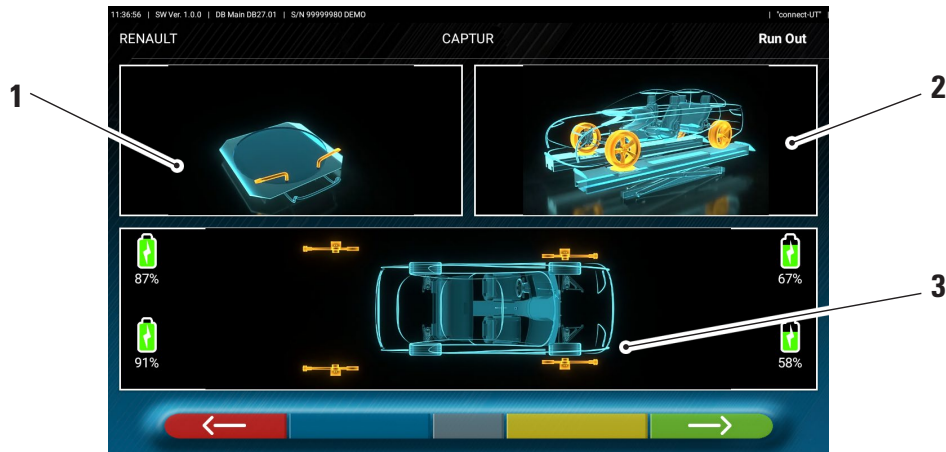 11:36:56 | SW Ver. 1.0.0 | DB Main DB27.01 | S/N 99999980 DEMO | "connect-UT" |
RENAULT CAPTUR Run Out
1
2
87% 67%
3
91% 58%